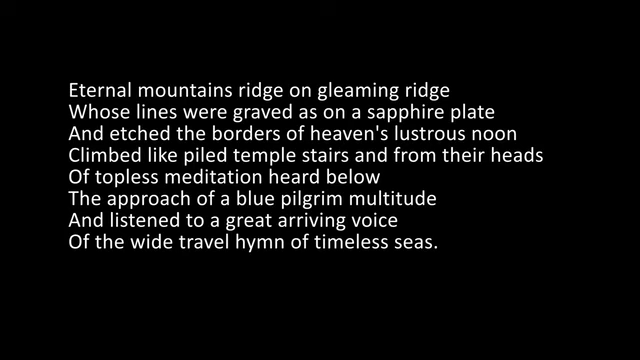 Eternal mountains ridge on gleaming ridge
Whose lines were graved as on a sapphire plate
And etched the borders of heaven's lustrous noon
Climbed like piled temple stairs and from their heads
Of topless meditation heard below
The approach of a blue pilgrim multitude
And listened to a great arriving voice
Of the wide travel hymn of timeless seas.